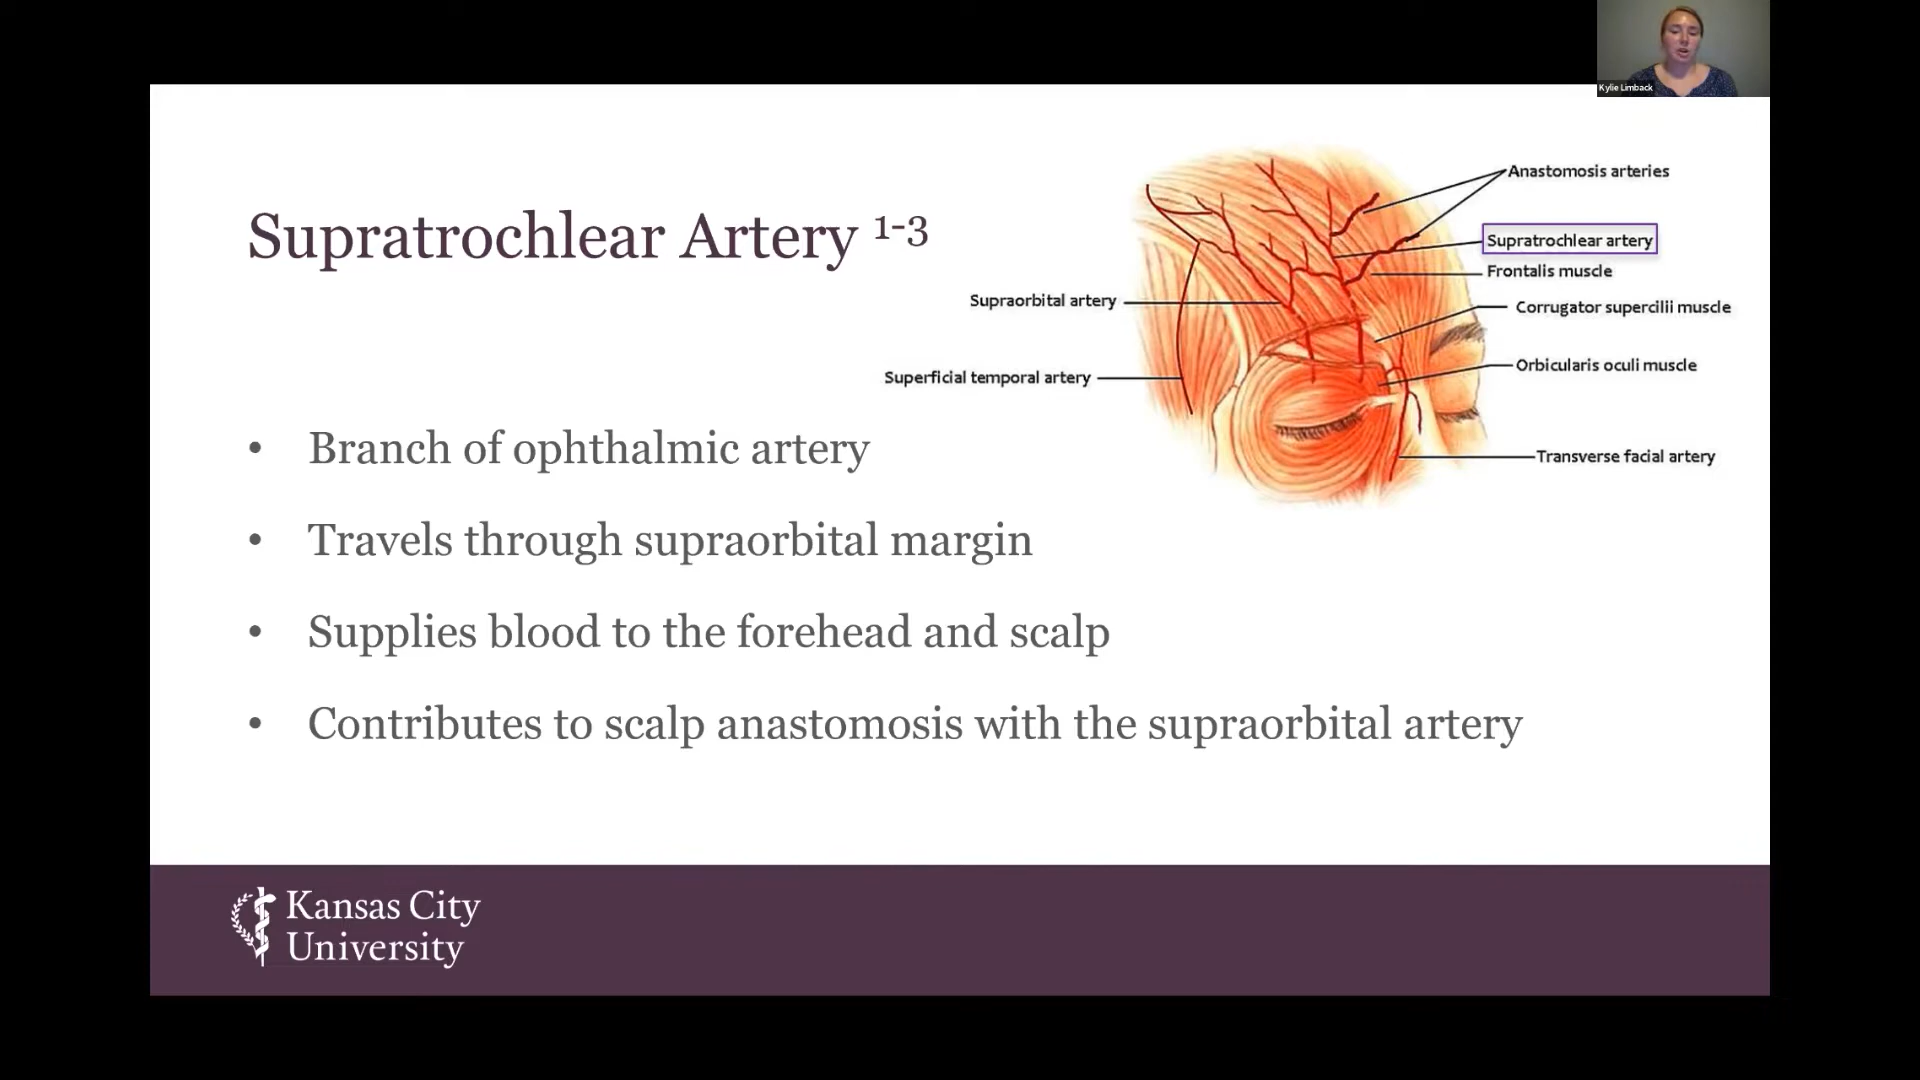 Kylie Limback
Supratrochlear Artery 1-3
Anastomosis arteries
Supratrochlear artery
Frontalis muscle
Supraorbital artery
Corrugator supercilii muscle
Orbicularis oculi muscle
Superficial temporal artery
Transverse facial artery
• Branch of ophthalmic artery
• Travels through supraorbital margin
• Supplies blood to the forehead and scalp
• Contributes to scalp anastomosis with the supraorbital artery
Kansas City
University